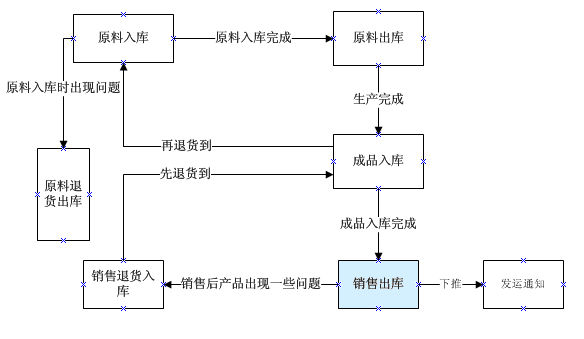 原料入库
原料入库完成
原料出库
原料入库时出现问题
生产完成
再退货到
成品入库
先退货到
原料退
货出库
成品入库完成
销售退货入
库
销售后产品出现一些问题
销售出库
下推
发运通知